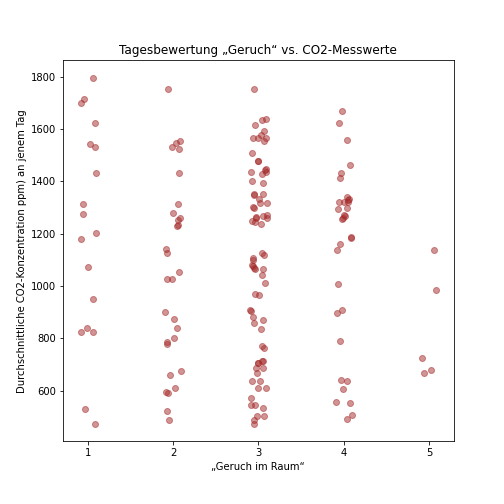 Tagesbewertung „Geruch“ vs. CO2-Messwerte
Durchschnittliche CO2-Konzentration ppm) an jenem Tag
1800
1600
1400
1200
1000
800
600
1 2 3 4 5
„Geruch im Raum“